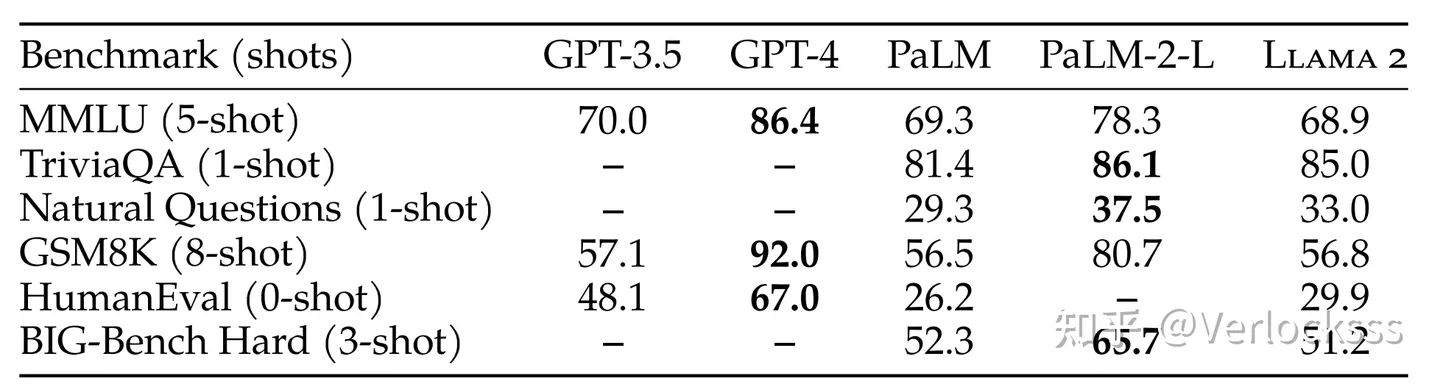 Benchmark (shots) GPT-3.5 GPT-4 PaLM PaLM-2-L Llama 2
MMLU (5-shot) 70.0 86.4 69.3 78.3 68.9
TriviaQA (1-shot) – – 81.4 86.1 85.0
Natural Questions (1-shot) – – 29.3 37.5 33.0
GSM8K (8-shot) 57.1 92.0 56.5 80.7 56.8
HumanEval (0-shot) 48.1 67.0 26.2 – 29.9
BIG-Bench Hard (3-shot) – – 52.3 65.7 51.2
知乎 @Verlocksss